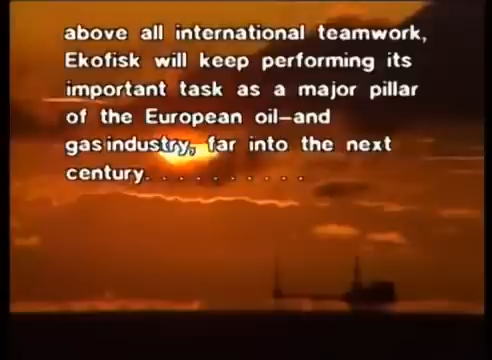 above all international teamwork,
Ekofisk will keep performing its
important task as a major pillar
of the European oil-and
gasindustry, far into the next
century..........